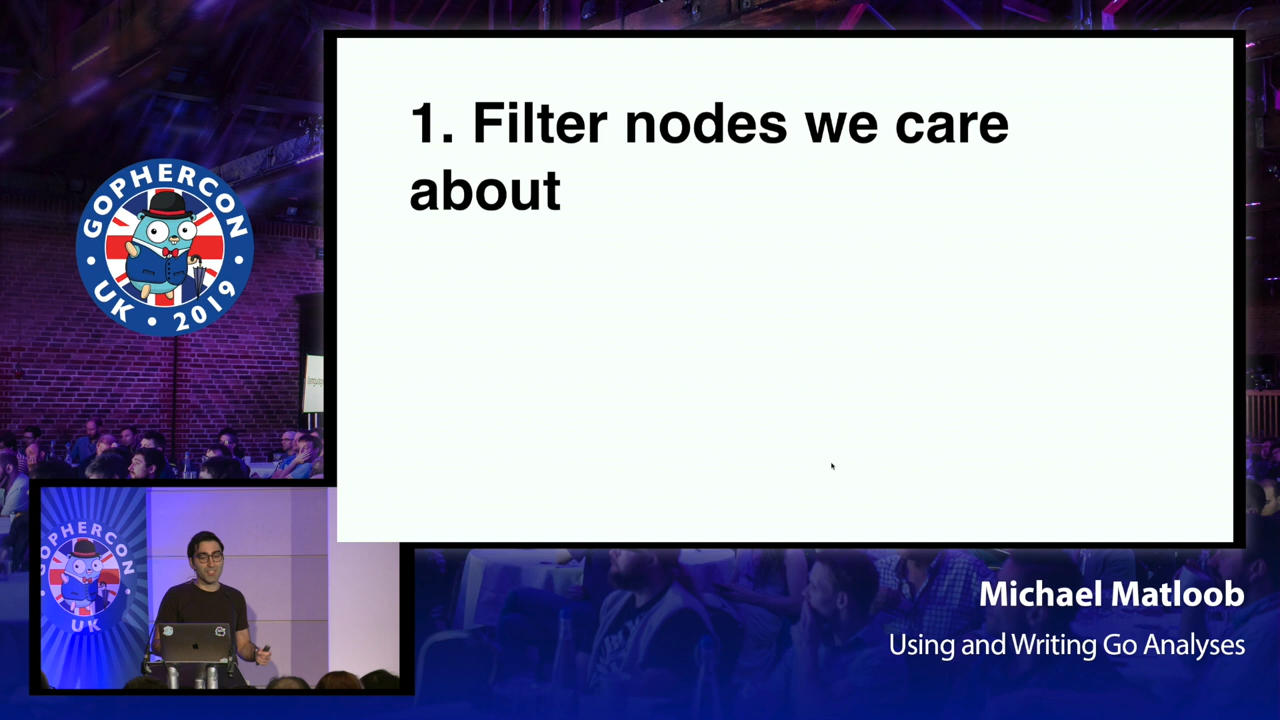 1. Filter nodes we care
about
GOPHERCON
UK • 2019
GOPHERCON
UK
Michael Matloob
Using and Writing Go Analyses